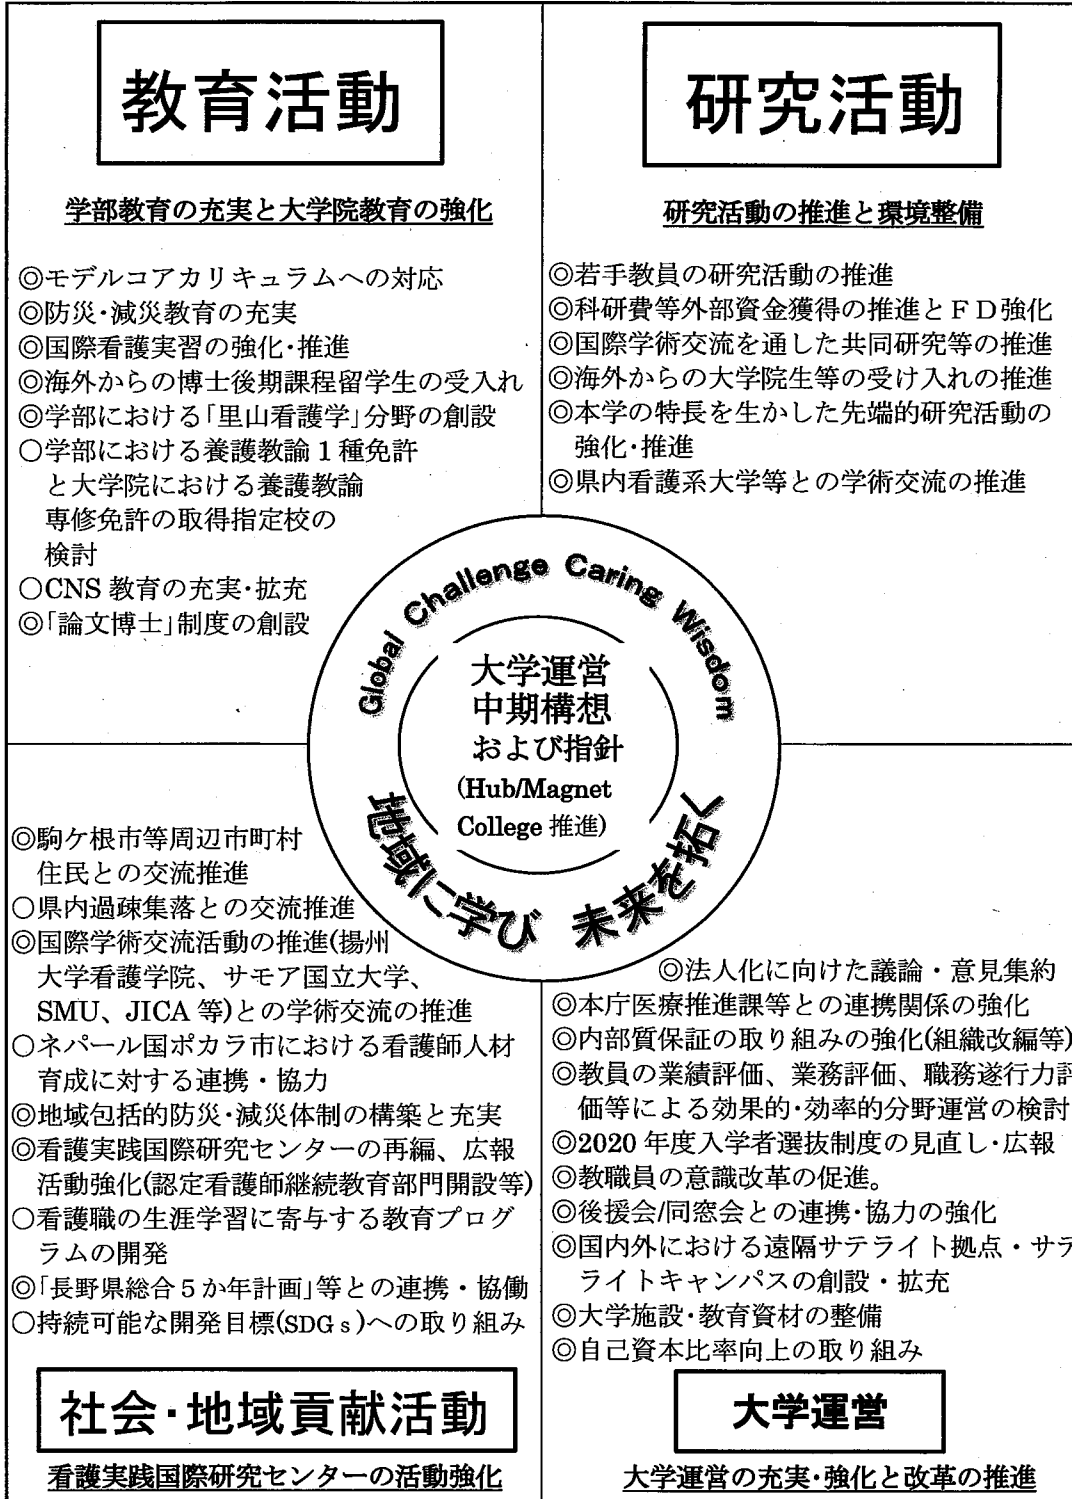 教育活動
学部教育の充実と大学院教育の強化
◎モデルコアカリキュラムへの対応
◎防災･減災教育の充実
◎国際看護実習の強化･推進
◎海外からの博士後期課程留学生の受入れ
◎学部における｢里山看護学｣分野の創設
○学部における養護教諭１種免許
と大学院における養護教諭
専修免許の取得指定校の
検討
○CNS 教育の充実･拡充
◎｢論文博士｣制度の創設
研究活動
研究活動の推進と環境整備
◎若手教員の研究活動の推進
◎科研費等外部資金獲得の推進とＦＤ強化
◎国際学術交流を通した共同研究等の推進
◎海外からの大学院生等の受け入れの推進
◎本学の特長を生かした先端的研究活動の
強化･推進
◎県内看護系大学等との学術交流の推進
Global Challenge Caring Wisdom
大学運営
中期構想
および指針
(Hub/Magnet
College 推進)
地域に学び 未来を拓く
◎駒ケ根市等周辺市町村
住民との交流推進
○県内過疎集落との交流推進
◎国際学術交流活動の推進(揚州
大学看護学院、サモア国立大学、
SMU、JICA 等)との学術交流の推進
○ネパール国ポカラ市における看護師人材
育成に対する連携・協力
◎地域包括的防災･減災体制の構築と充実
◎看護実践国際研究センターの再編、広報
活動強化(認定看護師継続教育部門開設等)
○看護職の生涯学習に寄与する教育プログ
ラムの開発
◎｢長野県総合５か年計画｣等との連携・協働
○持続可能な開発目標(SDGｓ)への取り組み
社会･地域貢献活動
看護実践国際研究センターの活動強化
◎法人化に向けた議論・意見集約
◎本庁医療推進課等との連携関係の強化
◎内部質保証の取り組みの強化(組織改編等)
◎教員の業績評価、業務評価、職務遂行力評
価等による効果的･効率的分野運営の検討
◎2020 年度入学者選抜制度の見直し･広報
◎教職員の意識改革の促進。
◎後援会/同窓会との連携･協力の強化
◎国内外における遠隔サテライト拠点・サテ
ライトキャンパスの創設・拡充
◎大学施設･教育資材の整備
◎自己資本比率向上の取り組み
大学運営
大学運営の充実･強化と改革の推進